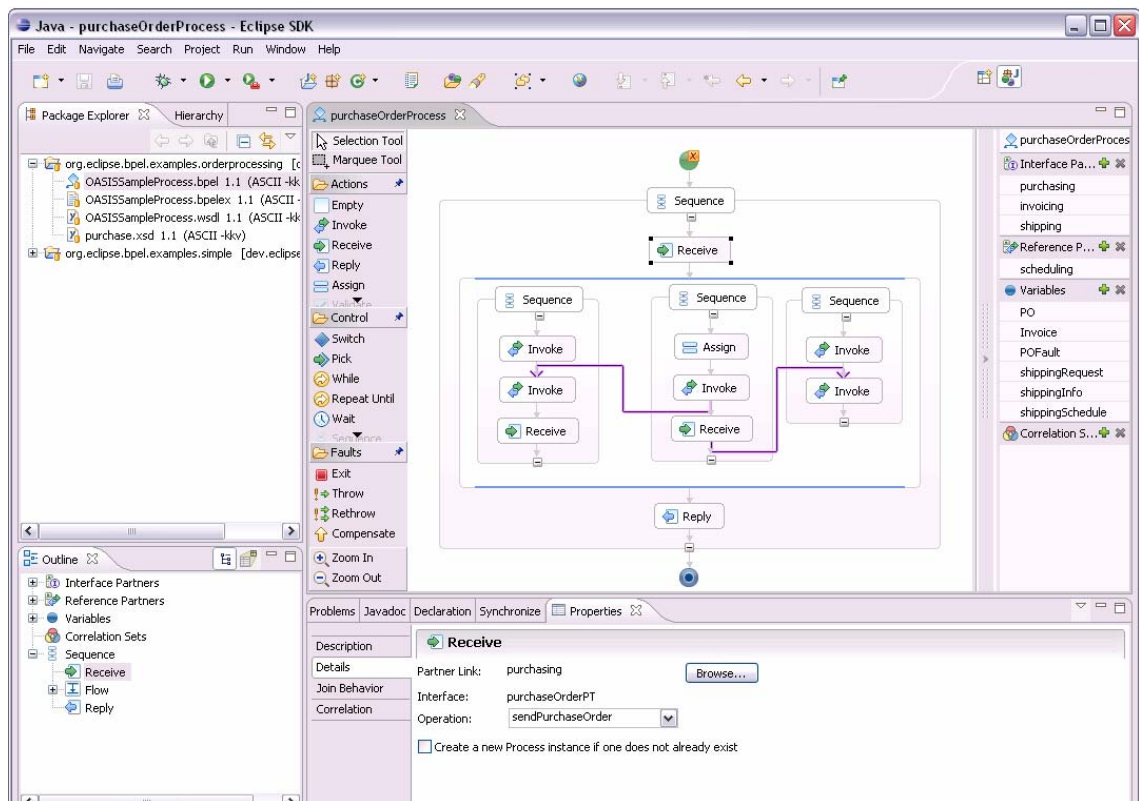 Java - purchaseOrderProcess - Eclipse SDK
File Edit Navigate Search Project Run Window Help
Package Explorer Hierarchy
org.eclipse.bpel.examples.orderprocessing [c
OASISSampleProcess.bpel 1.1 (ASCII -kk
OASISSampleProcess.bpelex 1.1 (ASCII -
OASISSampleProcess.wsdl 1.1 (ASCII -kk
purchase.xsd 1.1 (ASCII -kkv)
org.eclipse.bpel.examples.simple [dev.eclipse
purchaseOrderProcess
Selection Tool
Marquee Tool
Actions
Empty
Invoke
Receive
Reply
Assign
Validate
Control
Switch
Pick
While
Repeat Until
Wait
Sequence
Faults
Exit
Throw
Rethrow
Compensate
Zoom In
Zoom Out
Sequence
Receive
Sequence Sequence Sequence
Invoke Assign Invoke
Invoke Invoke Invoke
Receive Receive
Reply
purchaseOrderProces
Interface Pa...
purchasing
invoicing
shipping
Reference P...
scheduling
Variables
PO
Invoice
POFault
shippingRequest
shippingInfo
shippingSchedule
Correlation S...
Outline
Interface Partners
Reference Partners
Variables
Correlation Sets
Sequence
Receive
Flow
Reply
Problems Javadoc Declaration Synchronize Properties
Description
Details
Join Behavior
Correlation
Receive
Partner Link: purchasing Browse...
Interface: purchaseOrderPT
Operation: sendPurchaseOrder
Create a new Process instance if one does not already exist